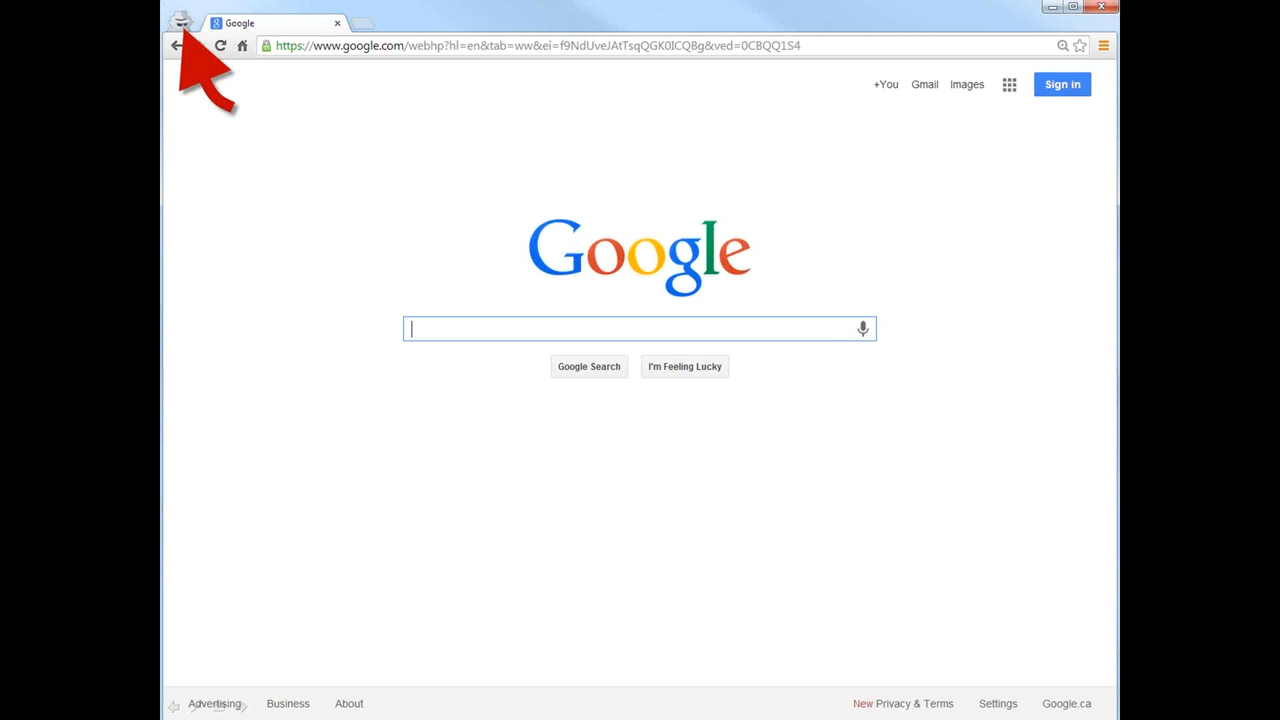 Google
https://www.google.com/webhp?hl=en&tab=ww&ei=f9NdUveJAtTsqQGK0ICQBg&ved=0CBQQ1S4
+You Gmail Images Sign in
Google
Google Search I'm Feeling Lucky
Advertising Business About New Privacy & Terms Settings Google.ca